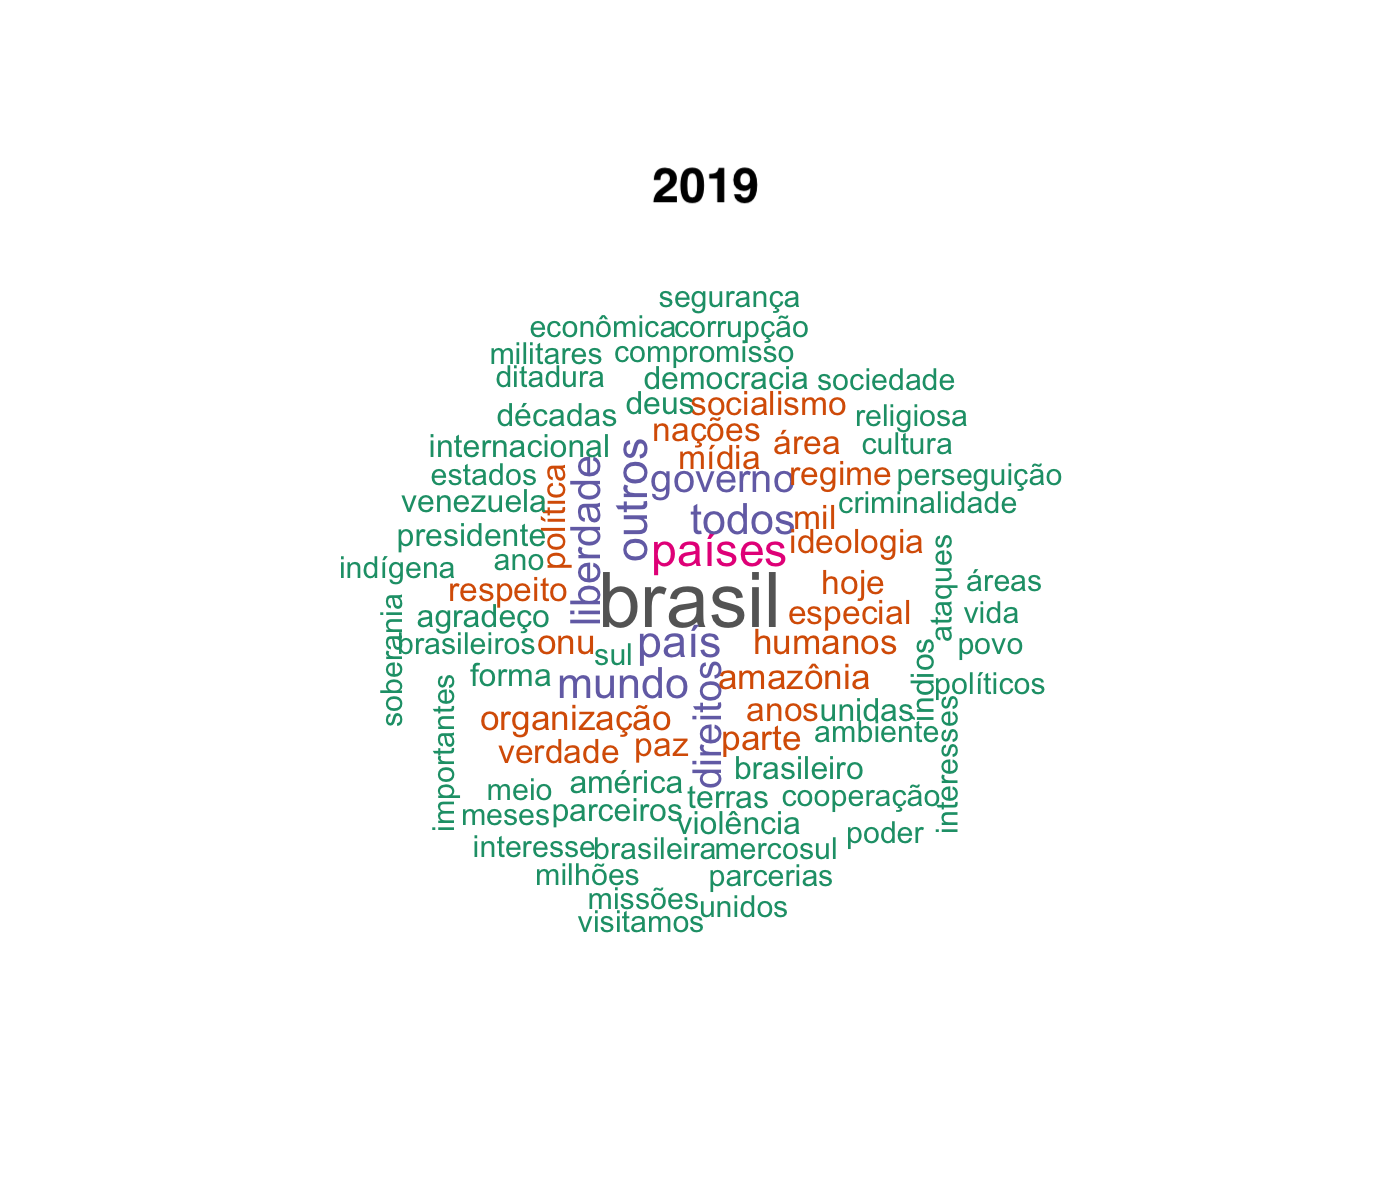 2019
segurança
econômica corrupção
militares compromisso
ditadura democracia sociedade
deus socialismo
décadas nações religiosa
internacional mídia área cultura
estados outros governo regime perseguição
venezuela política liberdade todos mil criminalidade
presidente países ideologia
indígena ano hoje ataques áreas
respeito brasil especial vida
soberania agradeço
brasileiros onu sul país humanos povo
forma mundo direitos amazônia índios políticos
importantes organização anos unidas interesses
verdade paz parte ambiente
meio américa brasileiro
meses parceiros terras cooperação
violência poder
interesse brasileira mercosul
milhões parcerias
missões unidos
visitamos